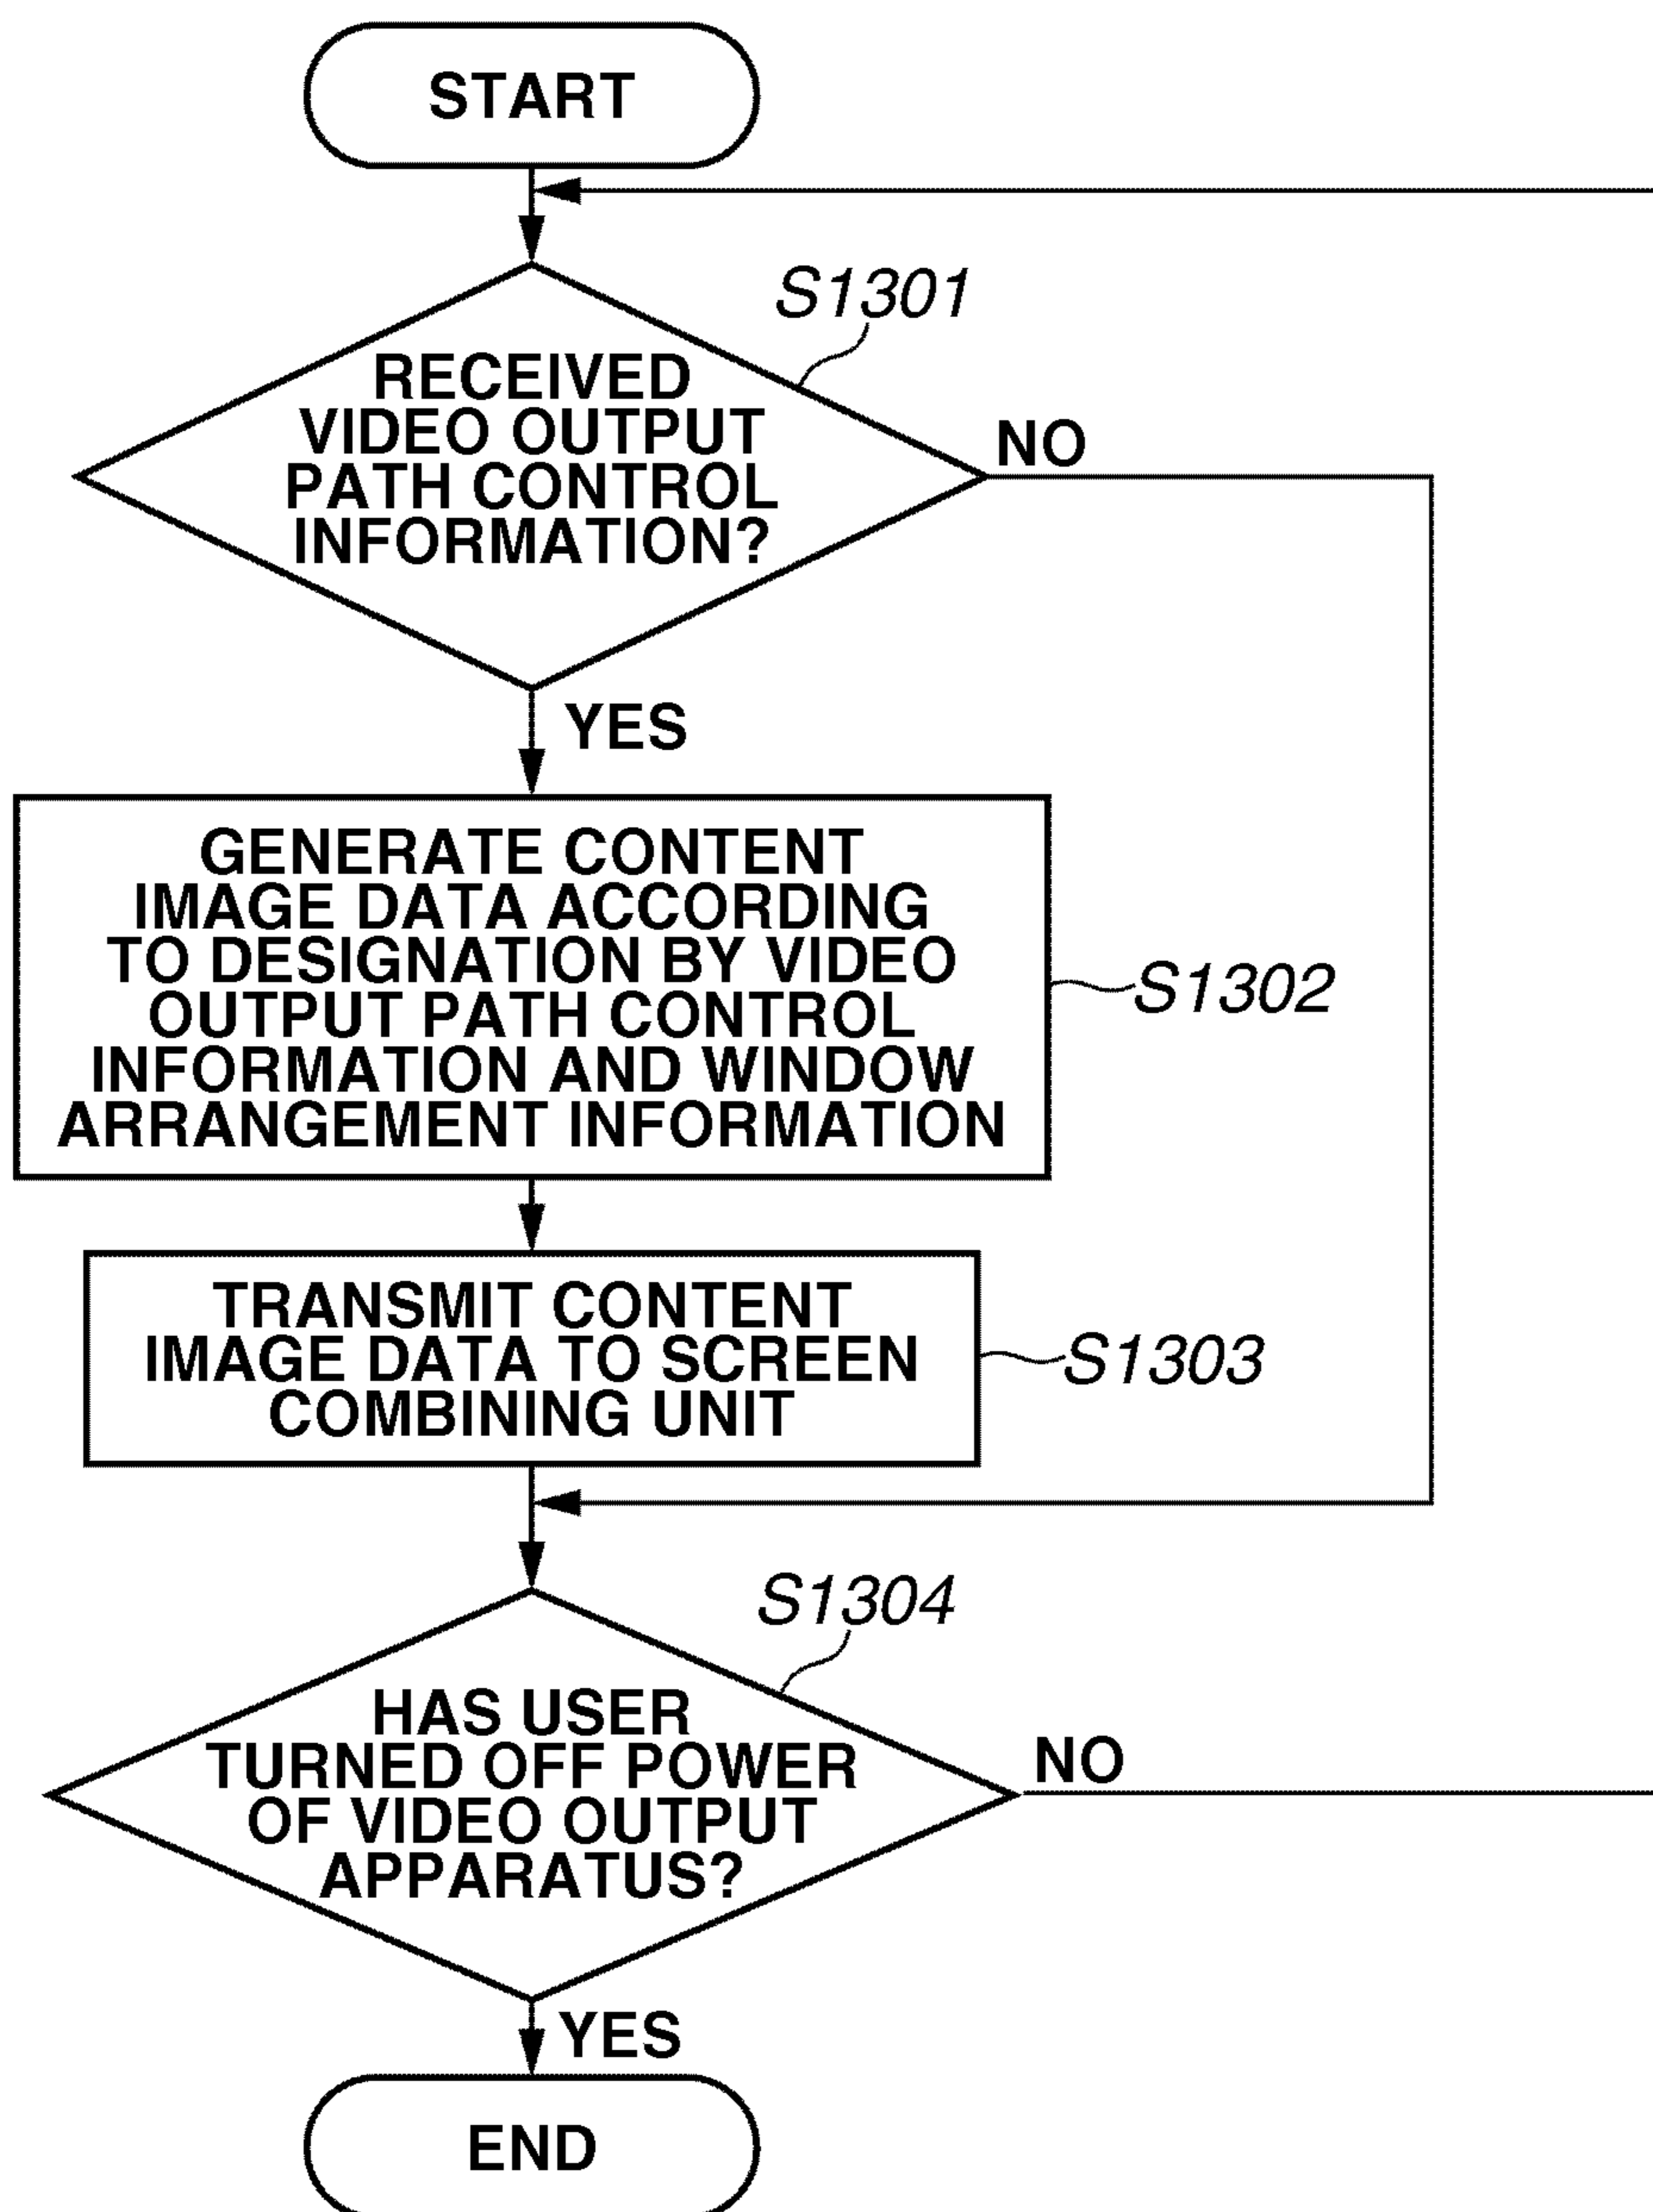 START
S1301
RECEIVED
VIDEO OUTPUT
PATH CONTROL
INFORMATION?
NO
YES
GENERATE CONTENT
IMAGE DATA ACCORDING
TO DESIGNATION BY VIDEO
OUTPUT PATH CONTROL
INFORMATION AND WINDOW
ARRANGEMENT INFORMATION
S1302
TRANSMIT CONTENT
IMAGE DATA TO SCREEN
COMBINING UNIT
S1303
S1304
HAS USER
TURNED OFF POWER
OF VIDEO OUTPUT
APPARATUS?
NO
YES
END